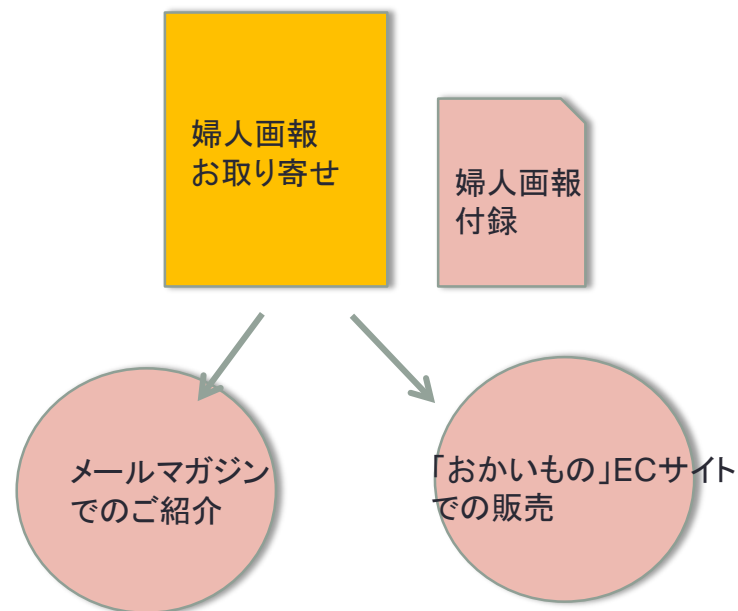 婦人画報
お取り寄せ
婦人画報
付録
メールマガジン
でのご紹介
「おかいもの」ECサイト
での販売